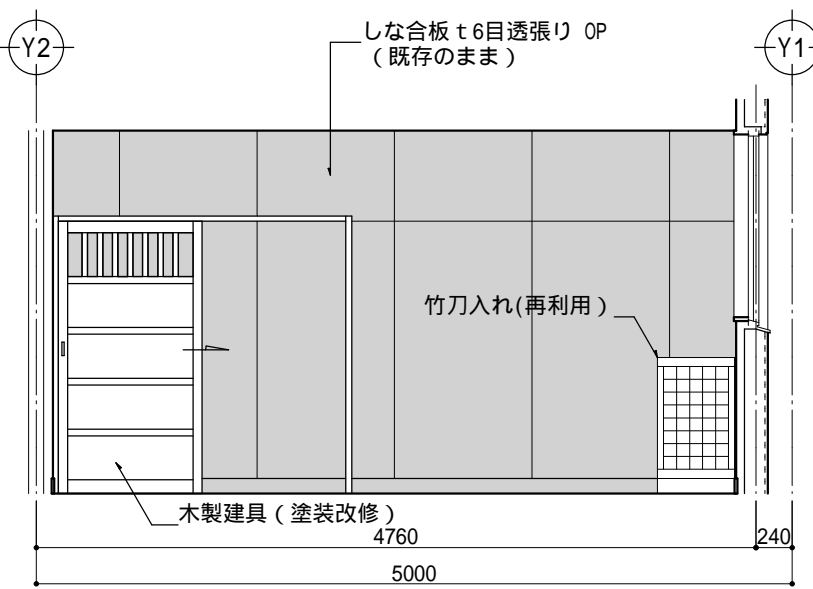 しな合板 t 6目透張り OP
（既存のまま）
Y2
Y1
竹刀入れ(再利用）
木製建具（塗装改修）
4760
240
5000